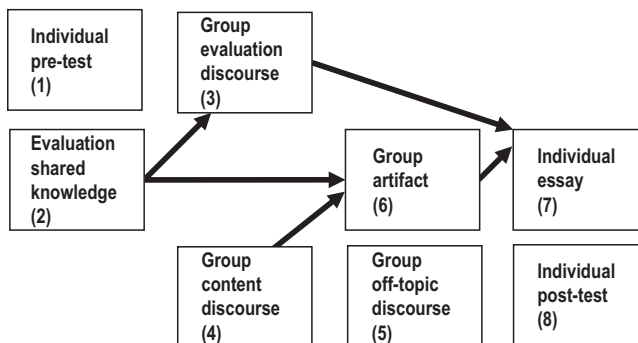 Individual
pre-test
(1)
Group
evaluation
discourse
(3)
Evaluation
shared
knowledge
(2)
Group
artifact
(6)
Individual
essay
(7)
Group
content
discourse
(4)
Group
off-topic
discourse
(5)
Individual
post-test
(8)